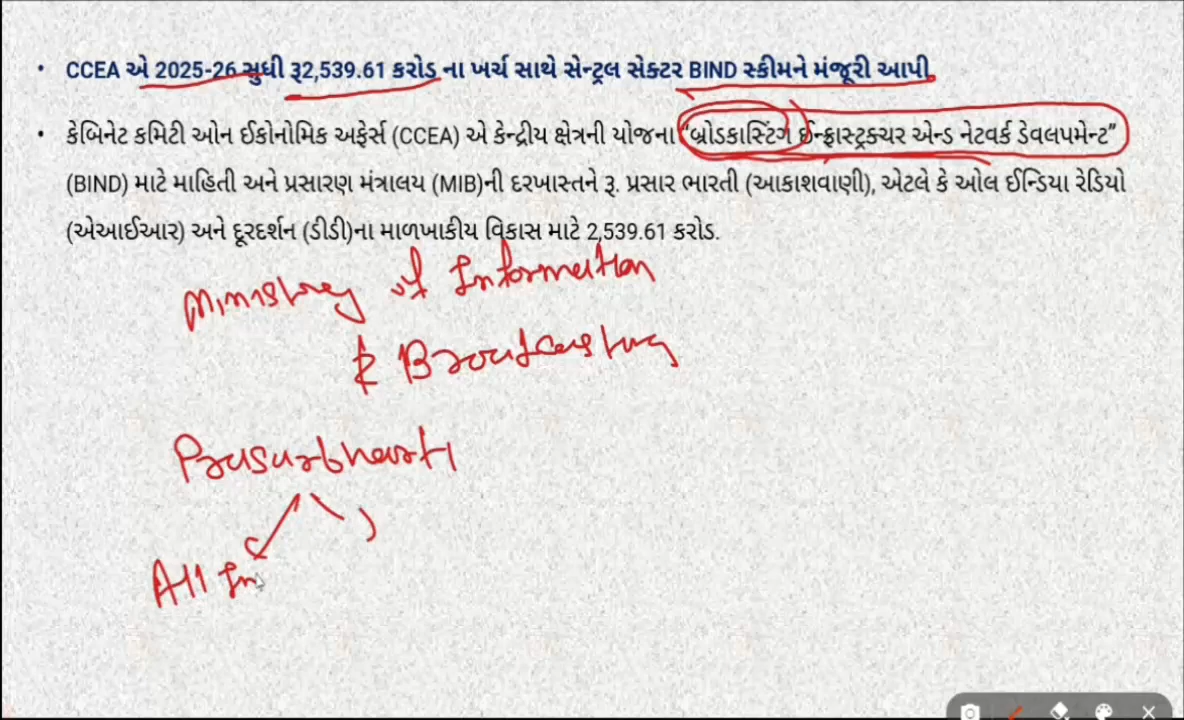 • CCEA એ 2025-26 સુધી રૂ2,539.61 કરોડ ના ખર્ચ સાથે સેન્ટ્રલ સેક્ટર BIND સ્કીમને મંજૂરી આપી
• કેબિનેટ કમિટી ઓન ઈકોનોમિક અફેર્સ (CCEA) એ કેન્દ્રીય ક્ષેત્રની યોજના “બ્રોડકાસ્ટિંગ ઈન્ફ્રાસ્ટ્રક્ચર એન્ડ નેટવર્ક ડેવલપમેન્ટ”
(BIND) માટે માહિતી અને પ્રસારણ મંત્રાલય (MIB)ની દરખાસ્તને રૂ. પ્રસાર ભારતી (આકાશવાણી), એટલે કે ઓલ ઈન્ડિયા રેડિયો
(એઆઈઆર) અને દૂરદર્શન (ડીડી)ના માળખાકીય વિકાસ માટે 2,539.61 કરોડ.
Ministrey of Information
& Broadcasting
Prasarbharti
All In